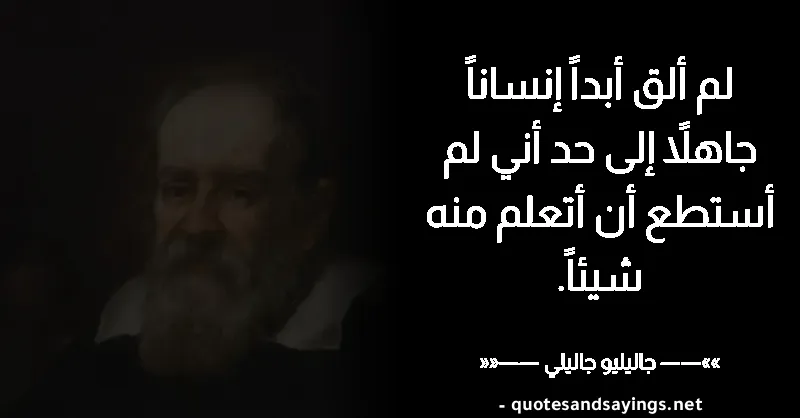 لم ألق أبداً إنساناً
جاهلًا إلى حد أني لم
أستطع أن أتعلم منه
شيئاً.
»—— جاليليو جاليلي ——««
- quotesandsayings.net